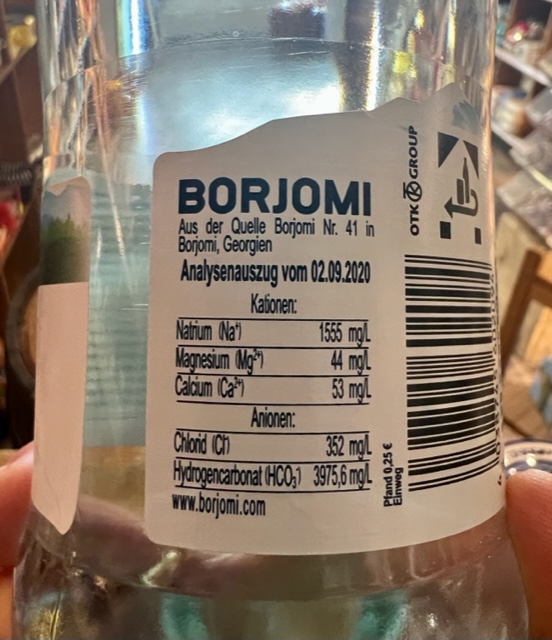 BORJOMI
Aus der Quelle Borjomi Nr. 41 in
Borjomi, Georgien
Analysenauszug vom 02.09.2020
Kationen:
Natrium (Na⁺) 1555 mg/L
Magnesium (Mg²⁺) 44 mg/L
Calcium (Ca²⁺) 53 mg/L
Anionen:
Chlorid (Cl⁻) 352 mg/L
Hydrogencarbonat (HCO₃⁻) 3975,6 mg/L
www.borjomi.com
OTK GROUP
Pfand 0,25 €
Einweg